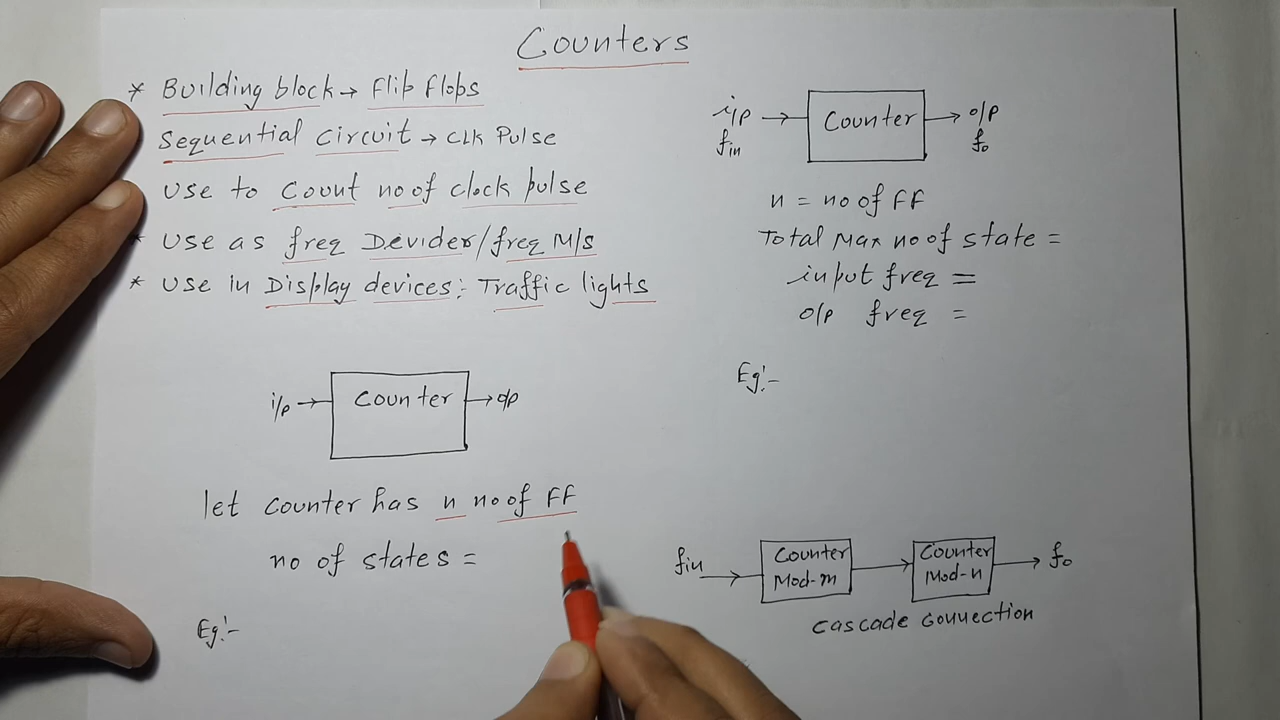 Counters
* Building block → flip flops
Sequential circuit → CLK Pulse
Use to Count no of clock pulse
* Use as freq Devider/freq M/s
* Use in Display devices: Traffic lights
i/p → Counter → o/p
let counter has n no of FF
no of states =
Eg:-
i/p → Counter → o/p
fin fo
n = no of FF
Total Max no of state =
input freq =
o/p freq =
Eg:-
fin → Counter Mod-m → Counter Mod-n → fo
cascade connection